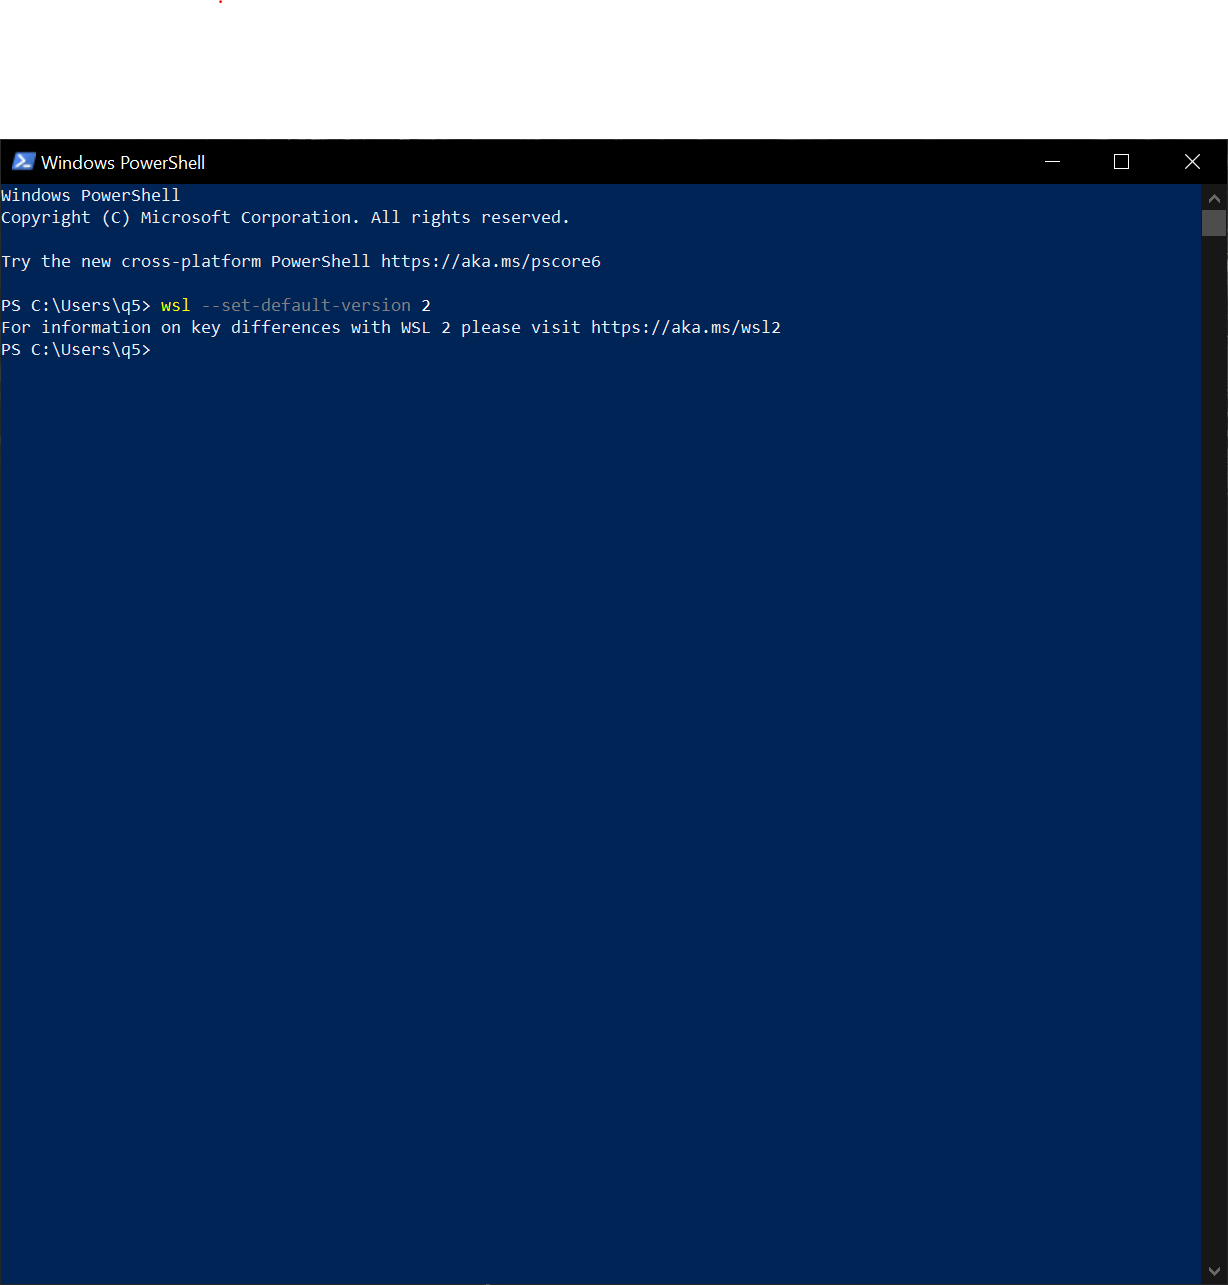 Windows PowerShell
Windows PowerShell
Copyright (C) Microsoft Corporation. All rights reserved.
Try the new cross-platform PowerShell https://aka.ms/pscore6
PS C:\Users\q5> wsl --set-default-version 2
For information on key differences with WSL 2 please visit https://aka.ms/wsl2
PS C:\Users\q5>